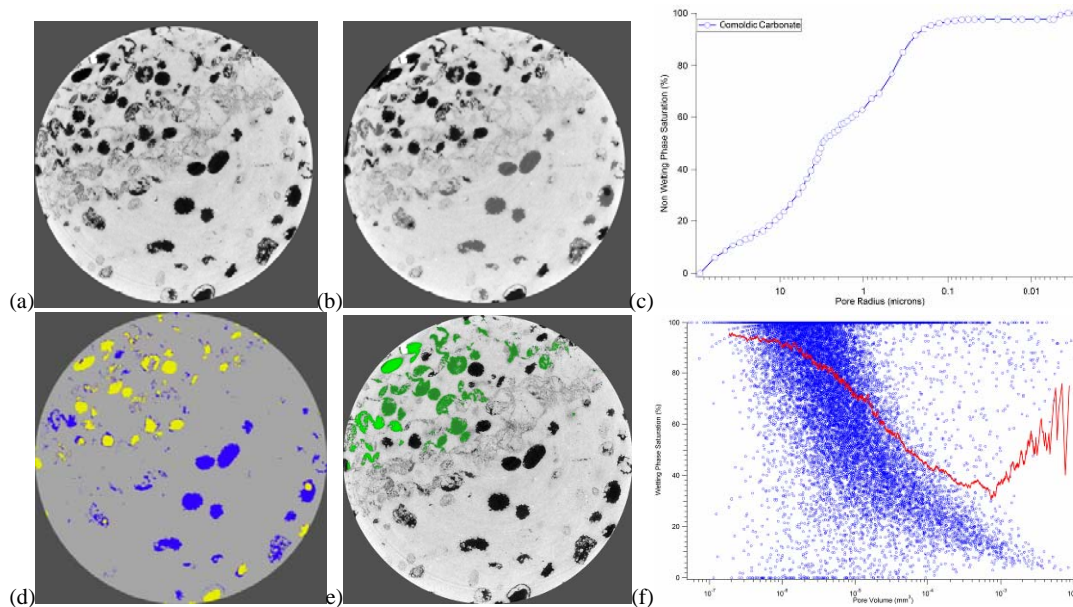 (a)
(b)
(c)
Non Wetting Phase Saturation (%)
100
80
60
40
20
0
Oomoldic Carbonate
10
1
0.1
0.01
Pore Radius (microns)
(d)
(e)
(f)
Wetting Phase Saturation (%)
100
80
60
40
20
0
Pore Volume (mm³)